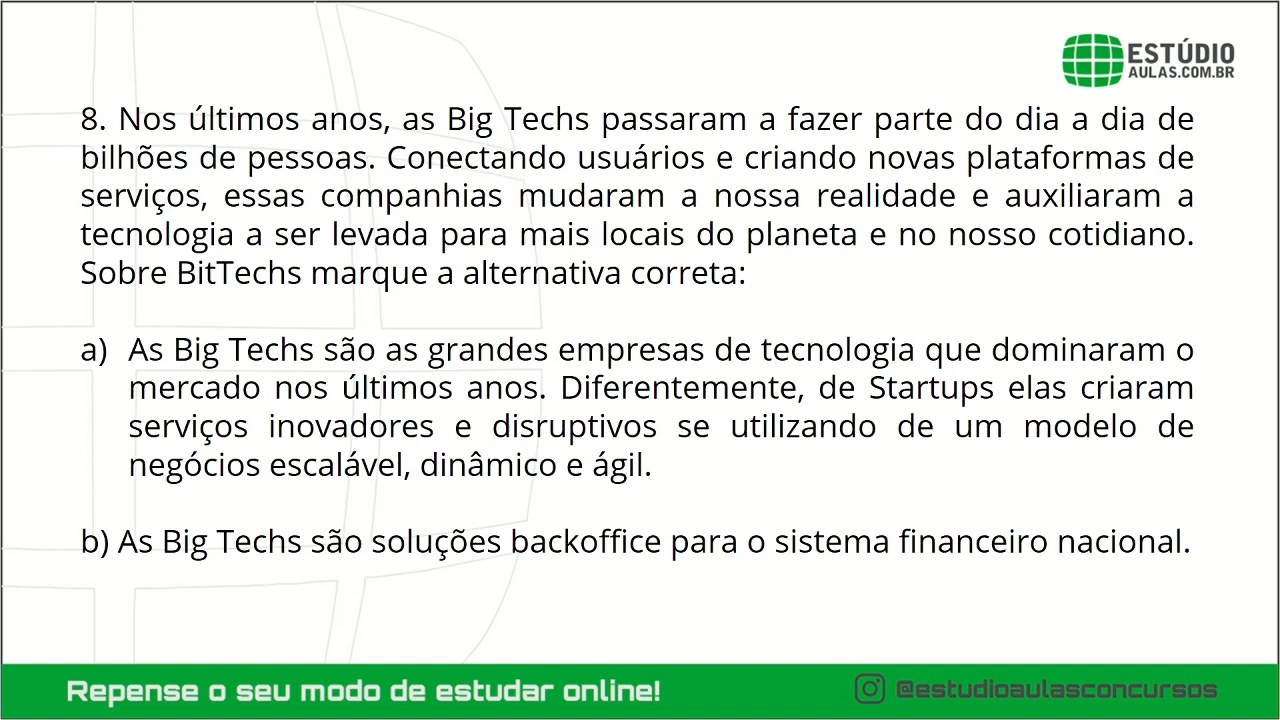 ESTÚDIO
AULAS.COM.BR
8. Nos últimos anos, as Big Techs passaram a fazer parte do dia a dia de
bilhões de pessoas. Conectando usuários e criando novas plataformas de
serviços, essas companhias mudaram a nossa realidade e auxiliaram a
tecnologia a ser levada para mais locais do planeta e no nosso cotidiano.
Sobre BitTechs marque a alternativa correta:
a) As Big Techs são as grandes empresas de tecnologia que dominaram o
mercado nos últimos anos. Diferentemente, de Startups elas criaram
serviços inovadores e disruptivos se utilizando de um modelo de
negócios escalável, dinâmico e ágil.
b) As Big Techs são soluções backoffice para o sistema financeiro nacional.
Repense o seu modo de estudar online!
@estudioaulasconcursos